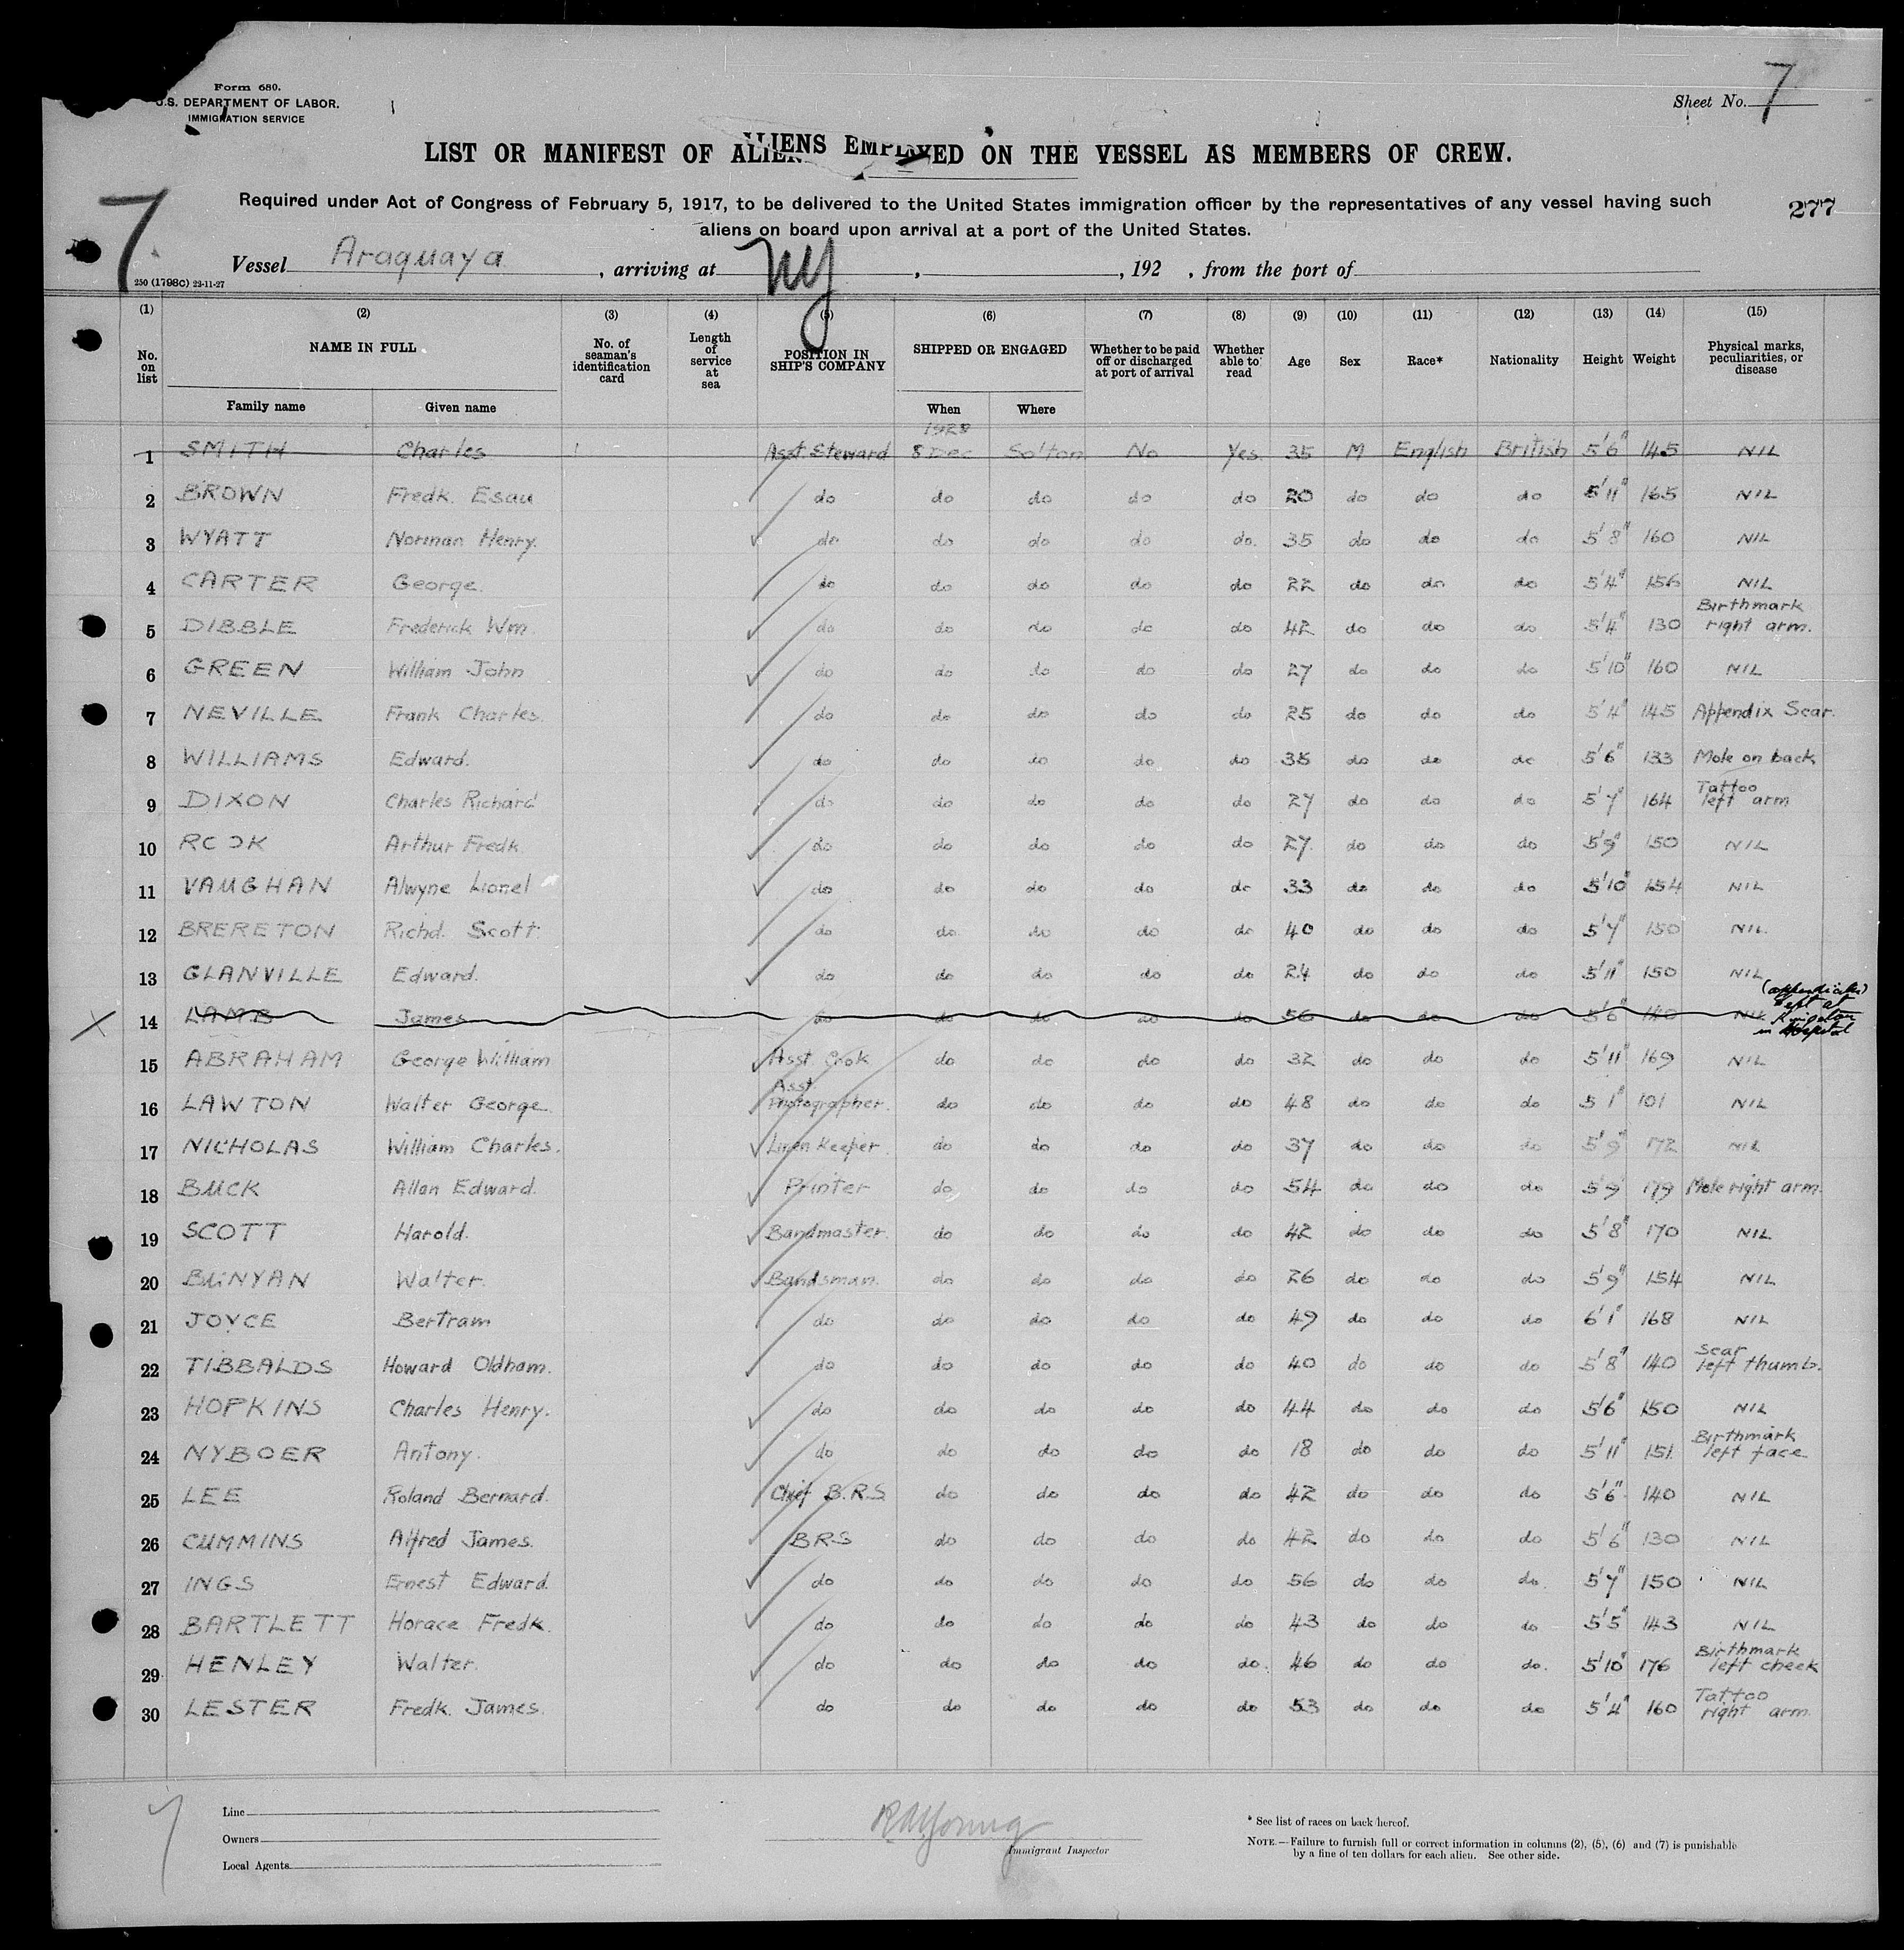 Form 680.
U.S. DEPARTMENT OF LABOR.
IMMIGRATION SERVICE
Sheet No. 7
LIST OR MANIFEST OF ALIENS EMPLOYED ON THE VESSEL AS MEMBERS OF CREW.
7
Required under Act of Congress of February 5, 1917, to be delivered to the United States immigration officer by the representatives of any vessel having such
277
aliens on board upon arrival at a port of the United States.
Vessel Araguaya, arriving at NY, , 192 , from the port of
250 (1798C) 22-11-27
(1) (2) (3) (4) (5) (6) (7) (8) (9) (10) (11) (12) (13) (14) (15)
No. on list NAME IN FULL Family name Given name No. of seaman's identification card Length of service at sea POSITION IN SHIP'S COMPANY SHIPPED OR ENGAGED When Where Whether to be paid off or discharged at port of arrival Whether able to read Age Sex Race* Nationality Height Weight Physical marks, peculiarities, or disease
1928
1 SMITH Charles Asst. Steward 8 Dec So'ton No Yes 35 M English British 5'6" 145 NIL
2 BROWN Fredk. Esau do do do do do 20 do do do 5'11" 165 NIL
3 WYATT Norman Henry. do do do do do. 35 do do do 5'8" 160 NIL
4 CARTER George. do do do do do 22 do do do 5'4" 156 NIL
5 DIBBLE Frederick Wm. do do do do do 42 do do do 5'4" 130 Birthmark right arm.
6 GREEN William John do do do do do 27 do do do 5'10" 160 NIL
7 NEVILLE Frank Charles. do do do do do 25 do do do 5'4" 145 Appendix Scar.
8 WILLIAMS Edward. do do do do do 35 do do do 5'6" 133 Mole on back
9 DIXON Charles Richard do do do do do 27 do do do 5'7" 164 Tattoo left arm
10 ROOK Arthur Fredk. do do do do do 27 do do do 5'9" 150 NIL
11 VAUGHAN Alwyne Lionel do do do do do 33 do do do 5'10" 154 NIL
12 BRERETON Richd. Scott do do do do do 40 do do do 5'7" 150 NIL.
13 GLANVILLE Edward. do do do do do 24 do do do 5'11" 150 NIL
14 LAMB James do do do do do 56 do do do 5'6" 140 NIL (appendicitis) Left at Kingston in Hospital
15 ABRAHAM George William Asst Cook do do do do 32 do do do 5'11" 169 NIL
16 LAWTON Walter George. Asst. Photographer. do do do do 48 do do do 5'1" 101 NIL
17 NICHOLAS William Charles. Linen Keeper. do do do do 37 do do do 5'9" 172 NIL
18 BUCK Allan Edward. Printer do do do do 54 do do do 5'9" 179 Mole right arm.
19 SCOTT Harold. Bandmaster. do do do do 42 do do do 5'8" 170 NIL
20 BUNYAN Walter. Bandsman. do do do do 26 do do do 5'9" 154 NIL
21 JOYCE Bertram do do do do do 49 do do do 6'1" 168 NIL
22 TIBBALDS Howard Oldham. do do do do do 40 do do do 5'8" 140 Scar left thumb.
23 HOPKINS Charles Henry. do do do do do 44 do do do 5'6" 150 NIL
24 NYBOER Antony. do do do do do 18 do do do 5'11" 151 Birthmark left face
25 LEE Roland Bernard. Chief B.R.S do do do do 42 do do do 5'6" 140 NIL
26 CUMMINS Alfred James. BRS do do do do 42 do do do 5'6" 130 NIL
27 INGS Ernest Edward. do do do do do 56 do do do. 5'7" 150 NIL
28 BARTLETT Horace Fredk. do do do do do 43 do do do 5'5" 143 NIL
29 HENLEY Walter. do do do do do. 46 do do do. 5'10" 176 Birthmark left cheek
30 LESTER Fredk. James. do do do do do 53 do do do 5'4" 160 Tattoo right arm.
7
Line
Owners
Local Agents
Immigrant Inspector
* See list of races on back hereof.
NOTE.—Failure to furnish full or correct information in columns (2), (5), (6) and (7) is punishable
by a fine of ten dollars for each alien. See other side.